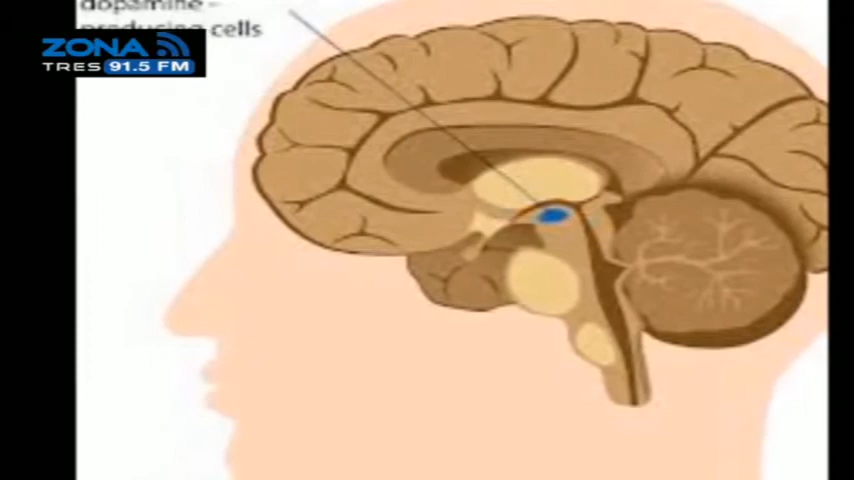 dopamine -
producing cells
ZONA
TRES 91.5 FM